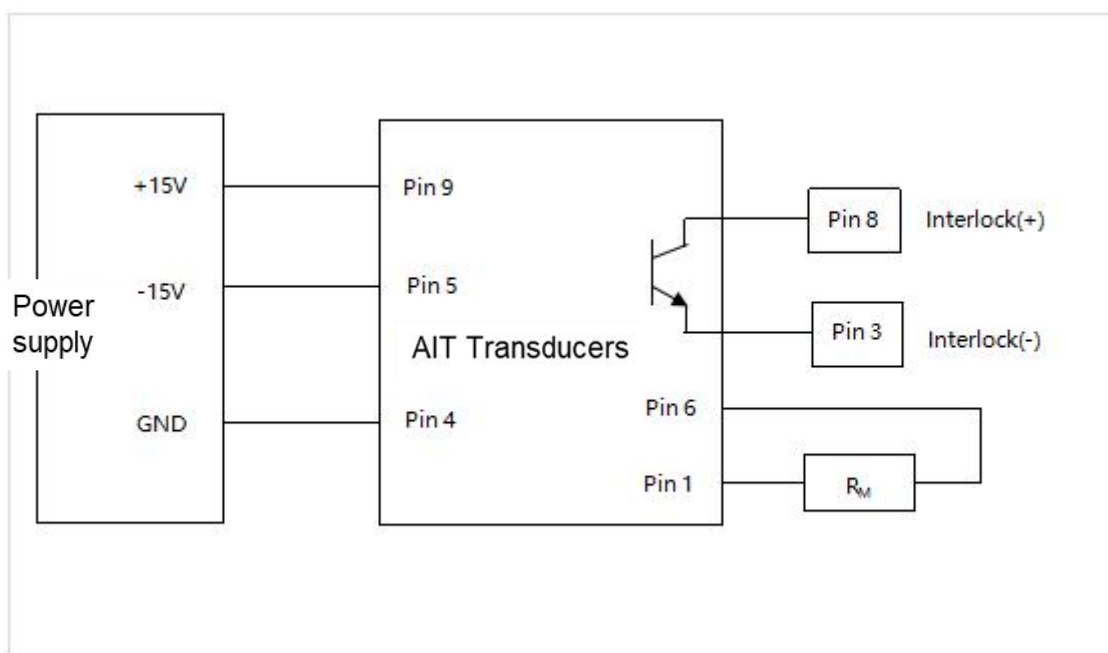 +15V
Pin 9
Pin 8
Interlock(+)
-15V
Pin 5
Power
supply
Pin 3
Interlock(-)
AIT Transducers
GND
Pin 4
Pin 6
Pin 1
RM